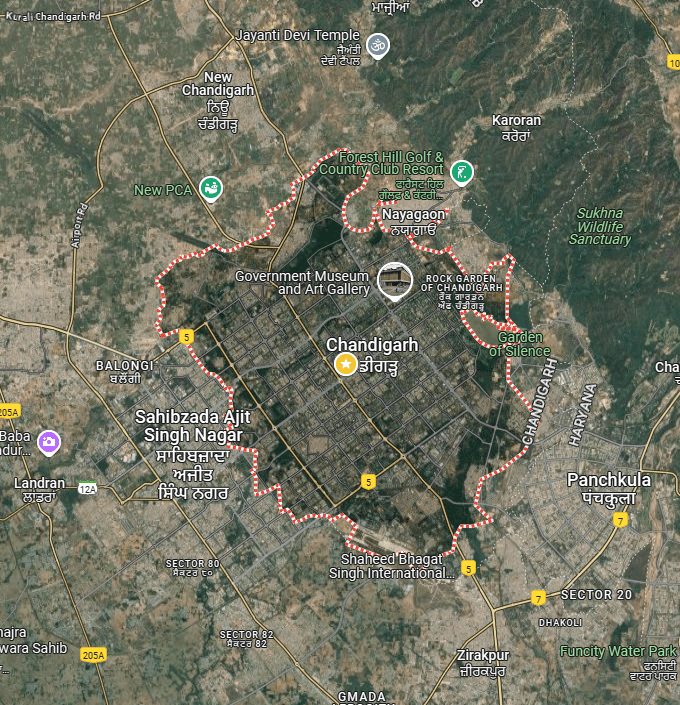 ਮਾਜ੍ਰੀਆਂ
Kurali Chandigarh Rd
Jayanti Devi Temple
ਜੈਅੰਤੀ
ਦੇਵੀ ਟੈਂਪਲ
10
New
Chandigarh
ਨਿਊ
ਚੰਡੀਗੜ੍ਹ
Karoran
ਕਰੋਰਾਂ
Forest Hill Golf &
Country Club Resort
ਫਾਰੈਸਟ ਹਿਲ
ਗੌਲਫ & ਕੰਟਰੀ...
New PCA
Airport Rd
Nayagaon
ਨਯਾਗਾਓਂ
Sukhna
Wildlife
Sanctuary
Government Museum
and Art Gallery
ROCK GARDEN
OF CHANDIGARH
ਰੌਕ ਗਾਰਡਨ
ਔਫ ਚੰਡੀਗੜ੍ਹ
5
Garden
of Silence
Chandigarh
ਡੀਗੜ੍ਹ
BALONGI
ਬਲੌਂਗੀ
Cha
CHANDIGARH
HARYANA
205A
Sahibzada Ajit
Singh Nagar
ਸਾਹਿਬਜ਼ਾਦਾ
ਅਜੀਤ
ਸਿੰਘ ਨਗਰ
Baba
dur...
Landran
ਲਾਂਡਰਾਂ
12A
5
Panchkula
ਪੰਚਕੁਲਾ
7
Shaheed Bhagat
Singh International...
SECTOR 80
ਸੈਕਟਰ ੮੦
5
7
SECTOR 20
DHAKOLI
najra
wara Sahib
205A
SECTOR 82
ਸੈਕਟਰ 82
Zirakpur
ਜ਼ੀਰਕਪੁਰ
Funcity Water Park
ਫਨਸਿਟੀ
ਵਾਟਰ ਪਾਰਕ
GMADA